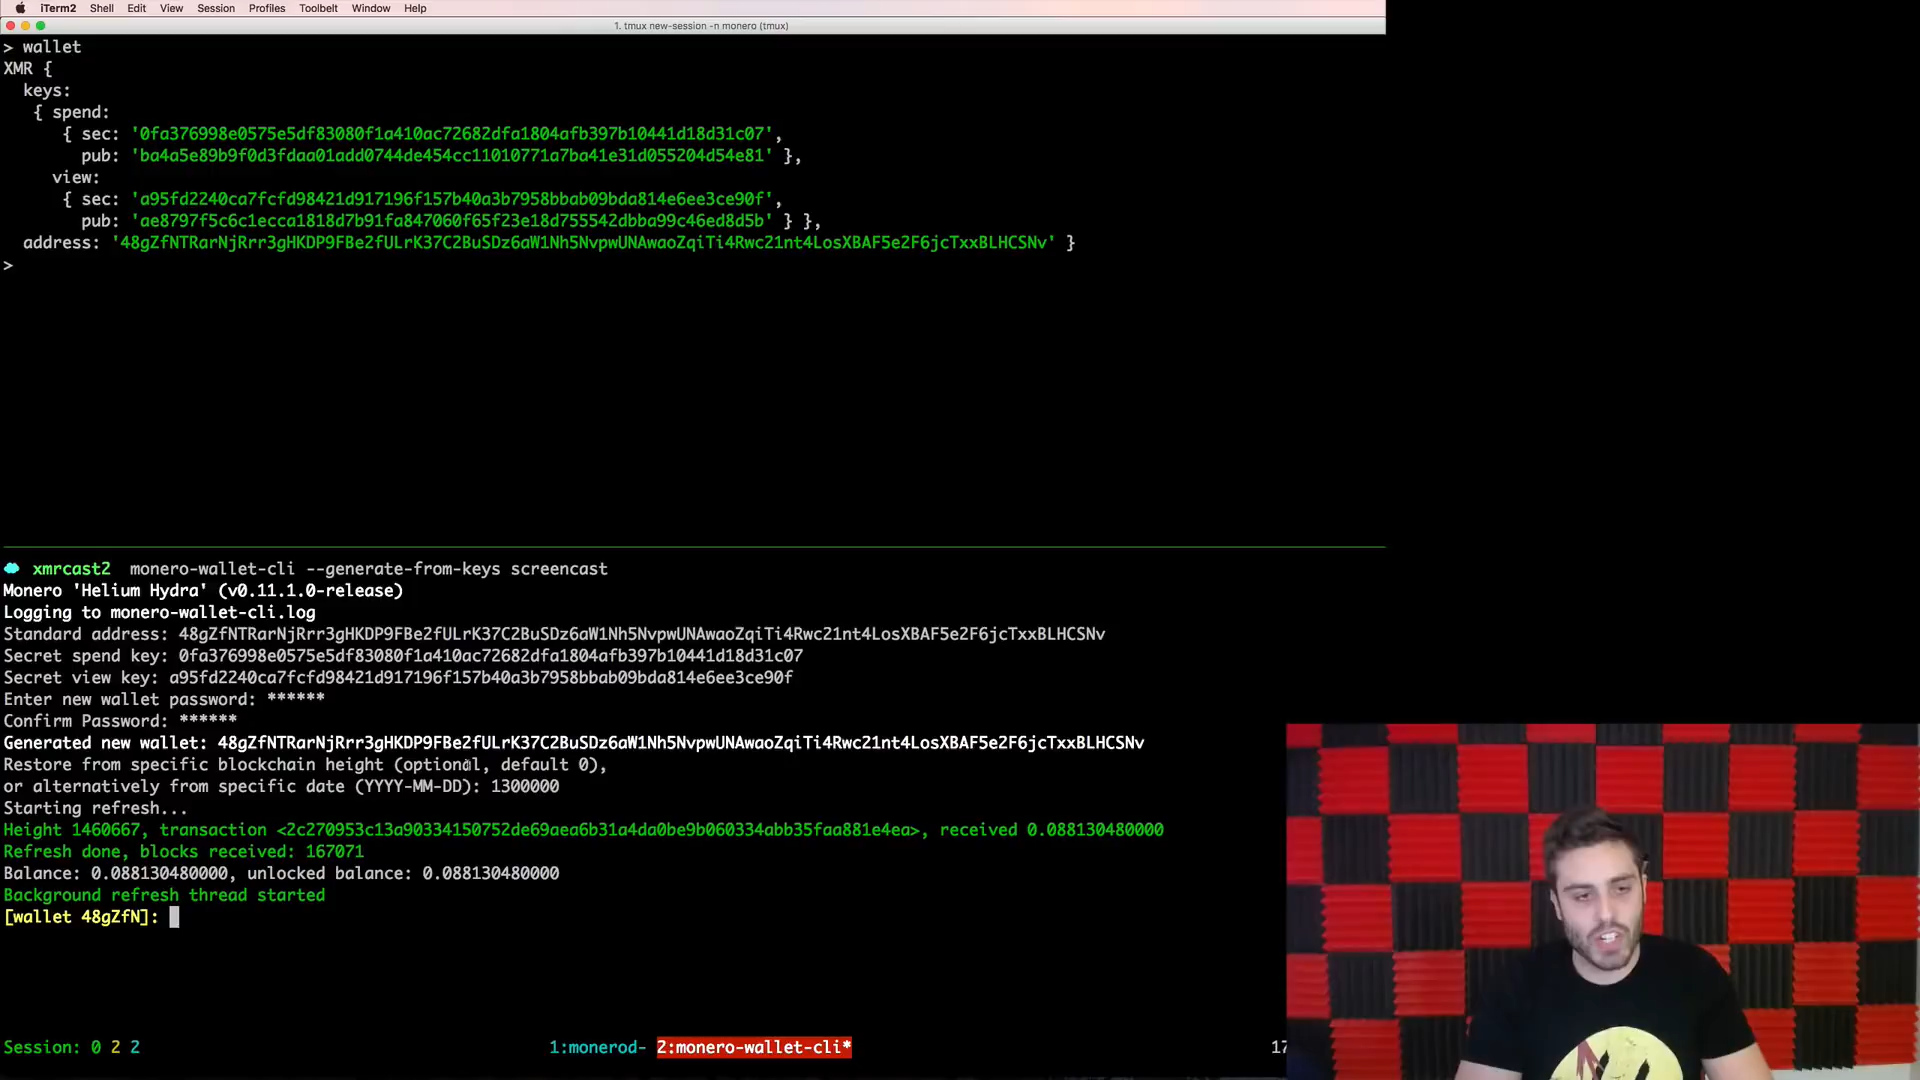 iTerm2 Shell Edit View Session Profiles Toolbelt Window Help
1. tmux new-session -n monero (tmux)
> wallet
XMR {
keys:
{ spend:
{ sec: '0fa376998e0575e5df83080f1a410ac72682dfa1804afb397b10441d18d31c07',
pub: 'ba4a5e89b9f0d3fdaa01add0744de454cc11010771a7ba41e31d055204d54e81' },
view:
{ sec: 'a95fd2240ca7fcfd98421d917196f157b40a3b7958bbab09bda814e6ee3ce90f',
pub: 'ae8797f5c6c1ecca1818d7b91fa847060f65f23e18d755542dbba99c46ed8d5b' } },
address: '48gZfNTRarNjRrr3gHKDP9FBe2fULrK37C2BuSDz6aW1Nh5NvpwUNAwaoZqiTi4Rwc21nt4LosXBAF5e2F6jcTxxBLHCSNv' }
>
xmrcast2 monero-wallet-cli --generate-from-keys screencast
Monero 'Helium Hydra' (v0.11.1.0-release)
Logging to monero-wallet-cli.log
Standard address: 48gZfNTRarNjRrr3gHKDP9FBe2fULrK37C2BuSDz6aW1Nh5NvpwUNAwaoZqiTi4Rwc21nt4LosXBAF5e2F6jcTxxBLHCSNv
Secret spend key: 0fa376998e0575e5df83080f1a410ac72682dfa1804afb397b10441d18d31c07
Secret view key: a95fd2240ca7fcfd98421d917196f157b40a3b7958bbab09bda814e6ee3ce90f
Enter new wallet password: ******
Confirm Password: ******
Generated new wallet: 48gZfNTRarNjRrr3gHKDP9FBe2fULrK37C2BuSDz6aW1Nh5NvpwUNAwaoZqiTi4Rwc21nt4LosXBAF5e2F6jcTxxBLHCSNv
Restore from specific blockchain height (optional, default 0),
or alternatively from specific date (YYYY-MM-DD): 1300000
Starting refresh...
Height 1460667, transaction <2c270953c13a90334150752de69aea6b31a4da0be9b060334abb35faa881e4ea>, received 0.088130480000
Refresh done, blocks received: 167071
Balance: 0.088130480000, unlocked balance: 0.088130480000
Background refresh thread started
[wallet 48gZfN]:
Session: 0 2 2 1:monerod- 2:monero-wallet-cli* 17